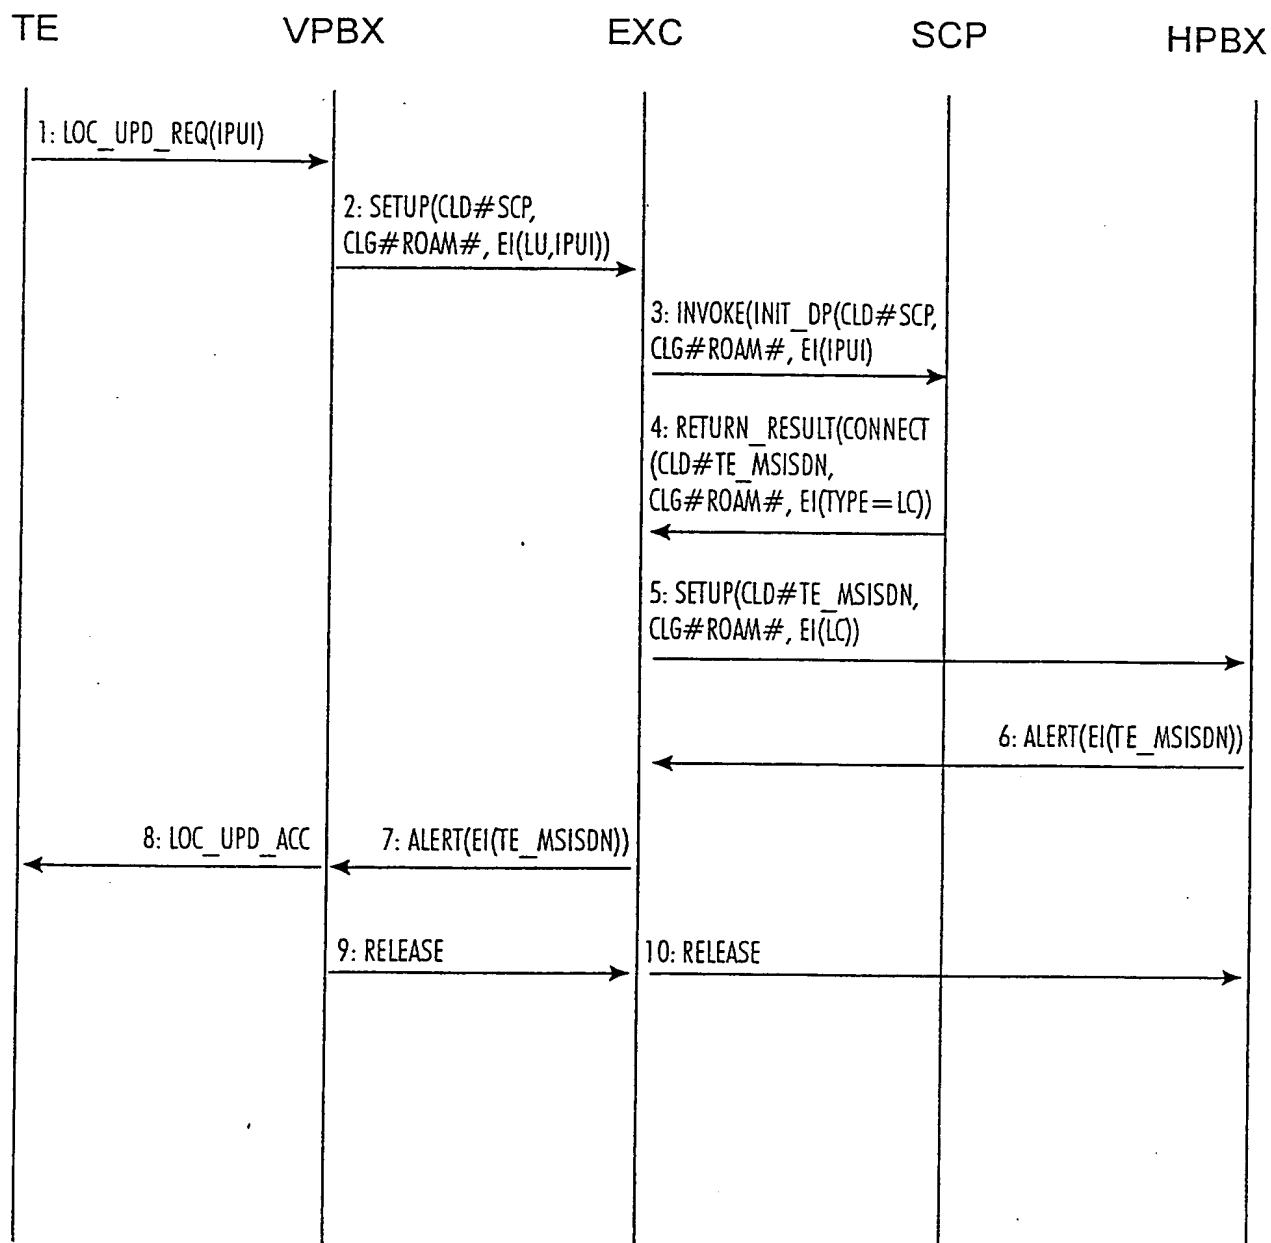 TE VPBX EXC SCP HPBX
1: LOC_UPD_REQ(IPUI)
2: SETUP(CLD#SCP,
CLG#ROAM#, EI(LU,IPUI))
3: INVOKE(INIT_DP(CLD#SCP,
CLG#ROAM#, EI(IPUI)
4: RETURN_RESULT(CONNECT
(CLD#TE_MSISDN,
CLG#ROAM#, EI(TYPE=LC))
5: SETUP(CLD#TE_MSISDN,
CLG#ROAM#, EI(LC))
6: ALERT(EI(TE_MSISDN))
8: LOC_UPD_ACC 7: ALERT(EI(TE_MSISDN))
9: RELEASE 10: RELEASE